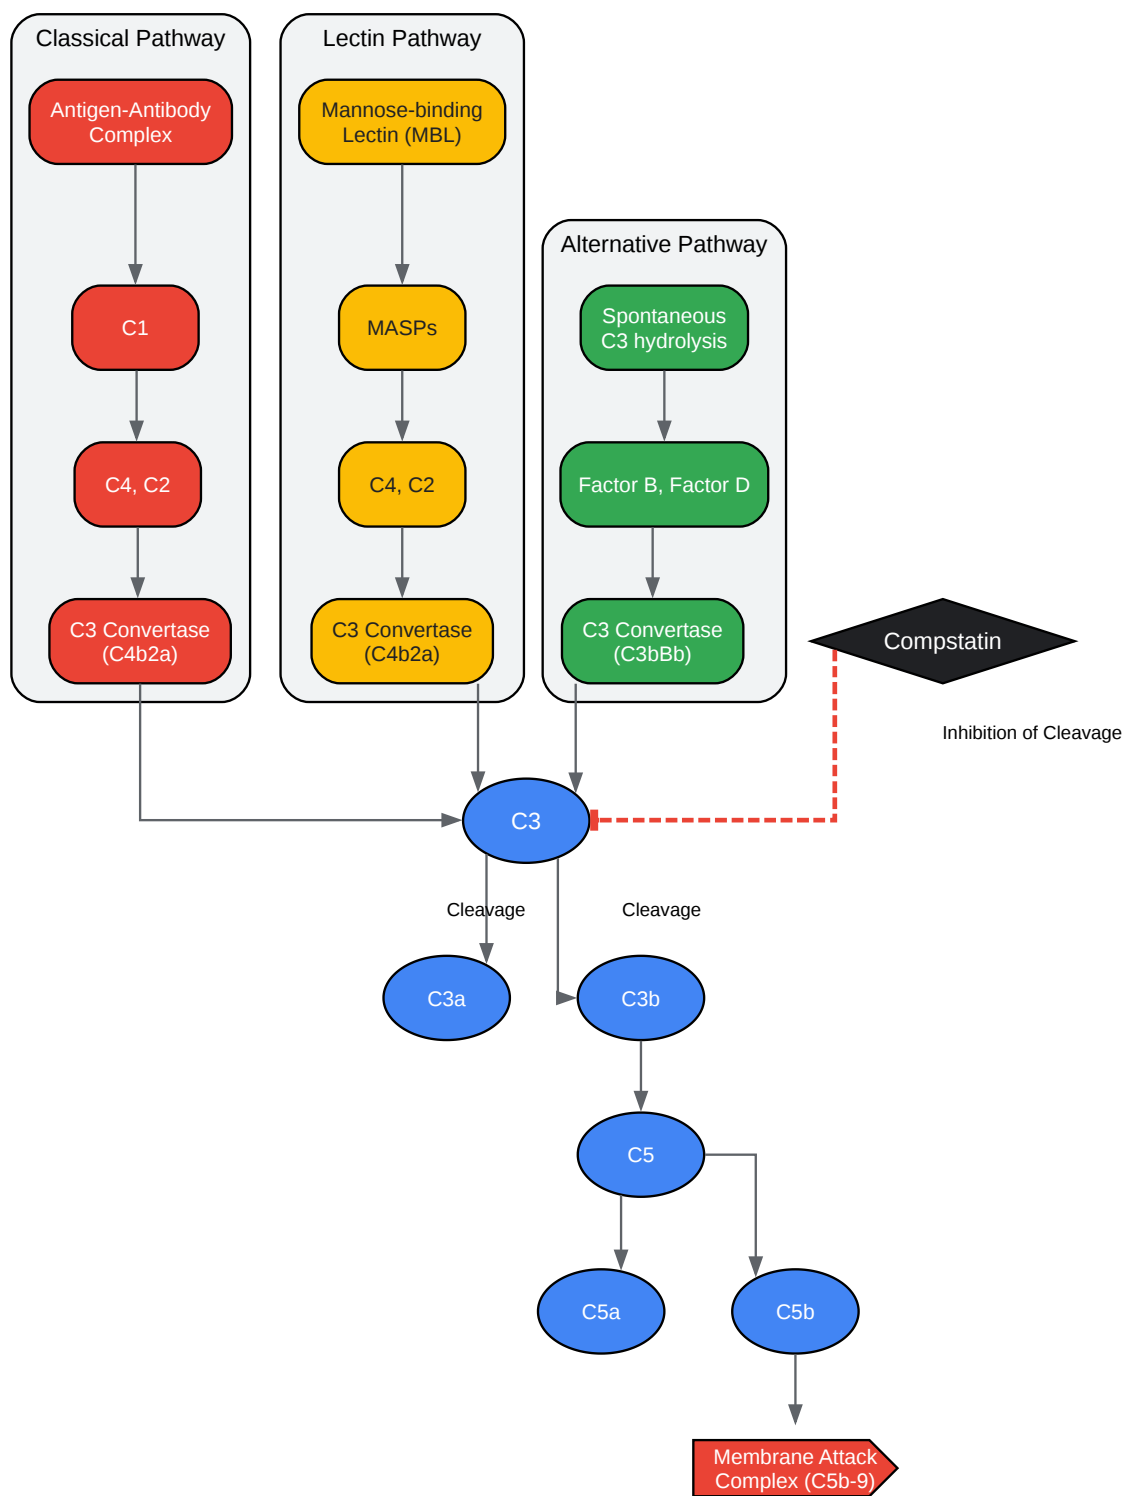 Classical Pathway
Antigen-Antibody
Complex
C1
C4, C2
C3 Convertase
(C4b2a)
Lectin Pathway
Mannose-binding
Lectin (MBL)
MASPs
C4, C2
C3 Convertase
(C4b2a)
Alternative Pathway
Spontaneous
C3 hydrolysis
Factor B, Factor D
C3 Convertase
(C3bBb)
Compstatin
Inhibition of Cleavage
C3
Cleavage
Cleavage
C3a
C3b
C5
C5a
C5b
Membrane Attack
Complex (C5b-9)